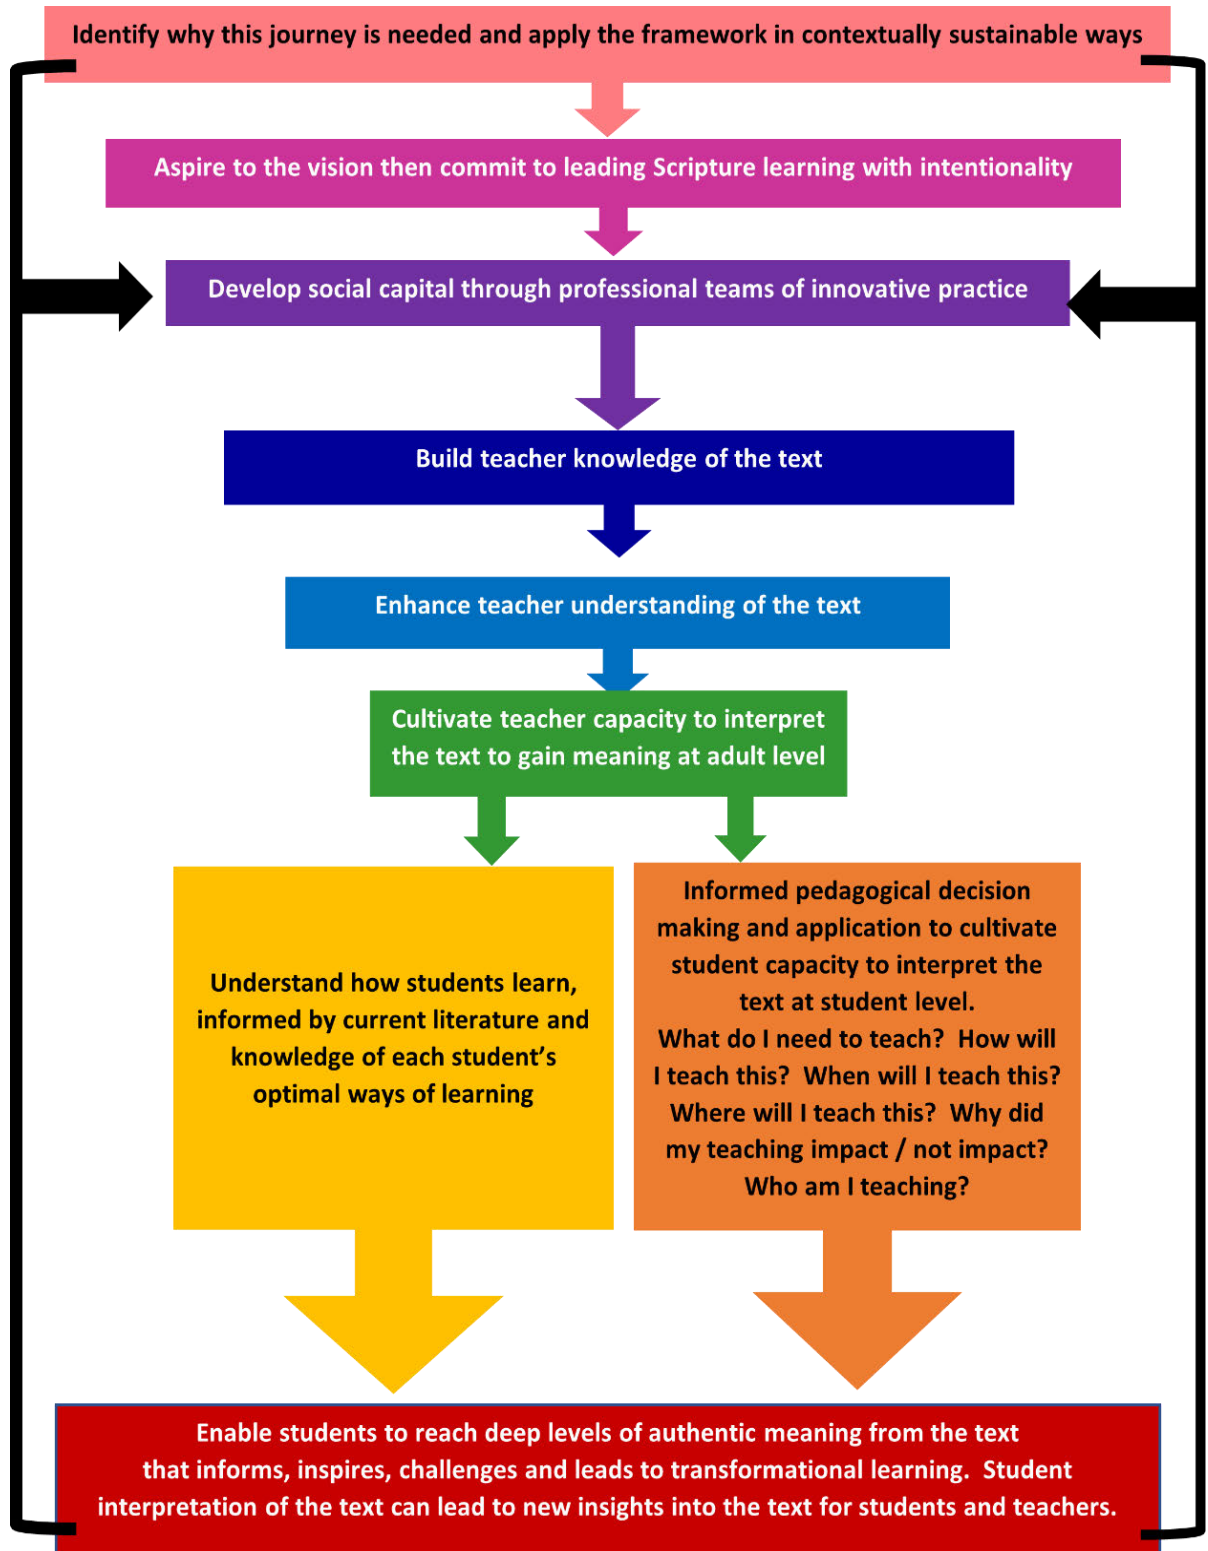 Identify why this journey is needed and apply the framework in contextually sustainable ways
Aspire to the vision then commit to leading Scripture learning with intentionality
Develop social capital through professional teams of innovative practice
Build teacher knowledge of the text
Enhance teacher understanding of the text
Cultivate teacher capacity to interpret
the text to gain meaning at adult level
Understand how students learn,
informed by current literature and
knowledge of each student’s
optimal ways of learning
Informed pedagogical decision
making and application to cultivate
student capacity to interpret the
text at student level.
What do I need to teach?  How will
I teach this?  When will I teach this?
Where will I teach this?  Why did
my teaching impact / not impact?
Who am I teaching?
Enable students to reach deep levels of authentic meaning from the text
that informs, inspires, challenges and leads to transformational learning.  Student
interpretation of the text can lead to new insights into the text for students and teachers.